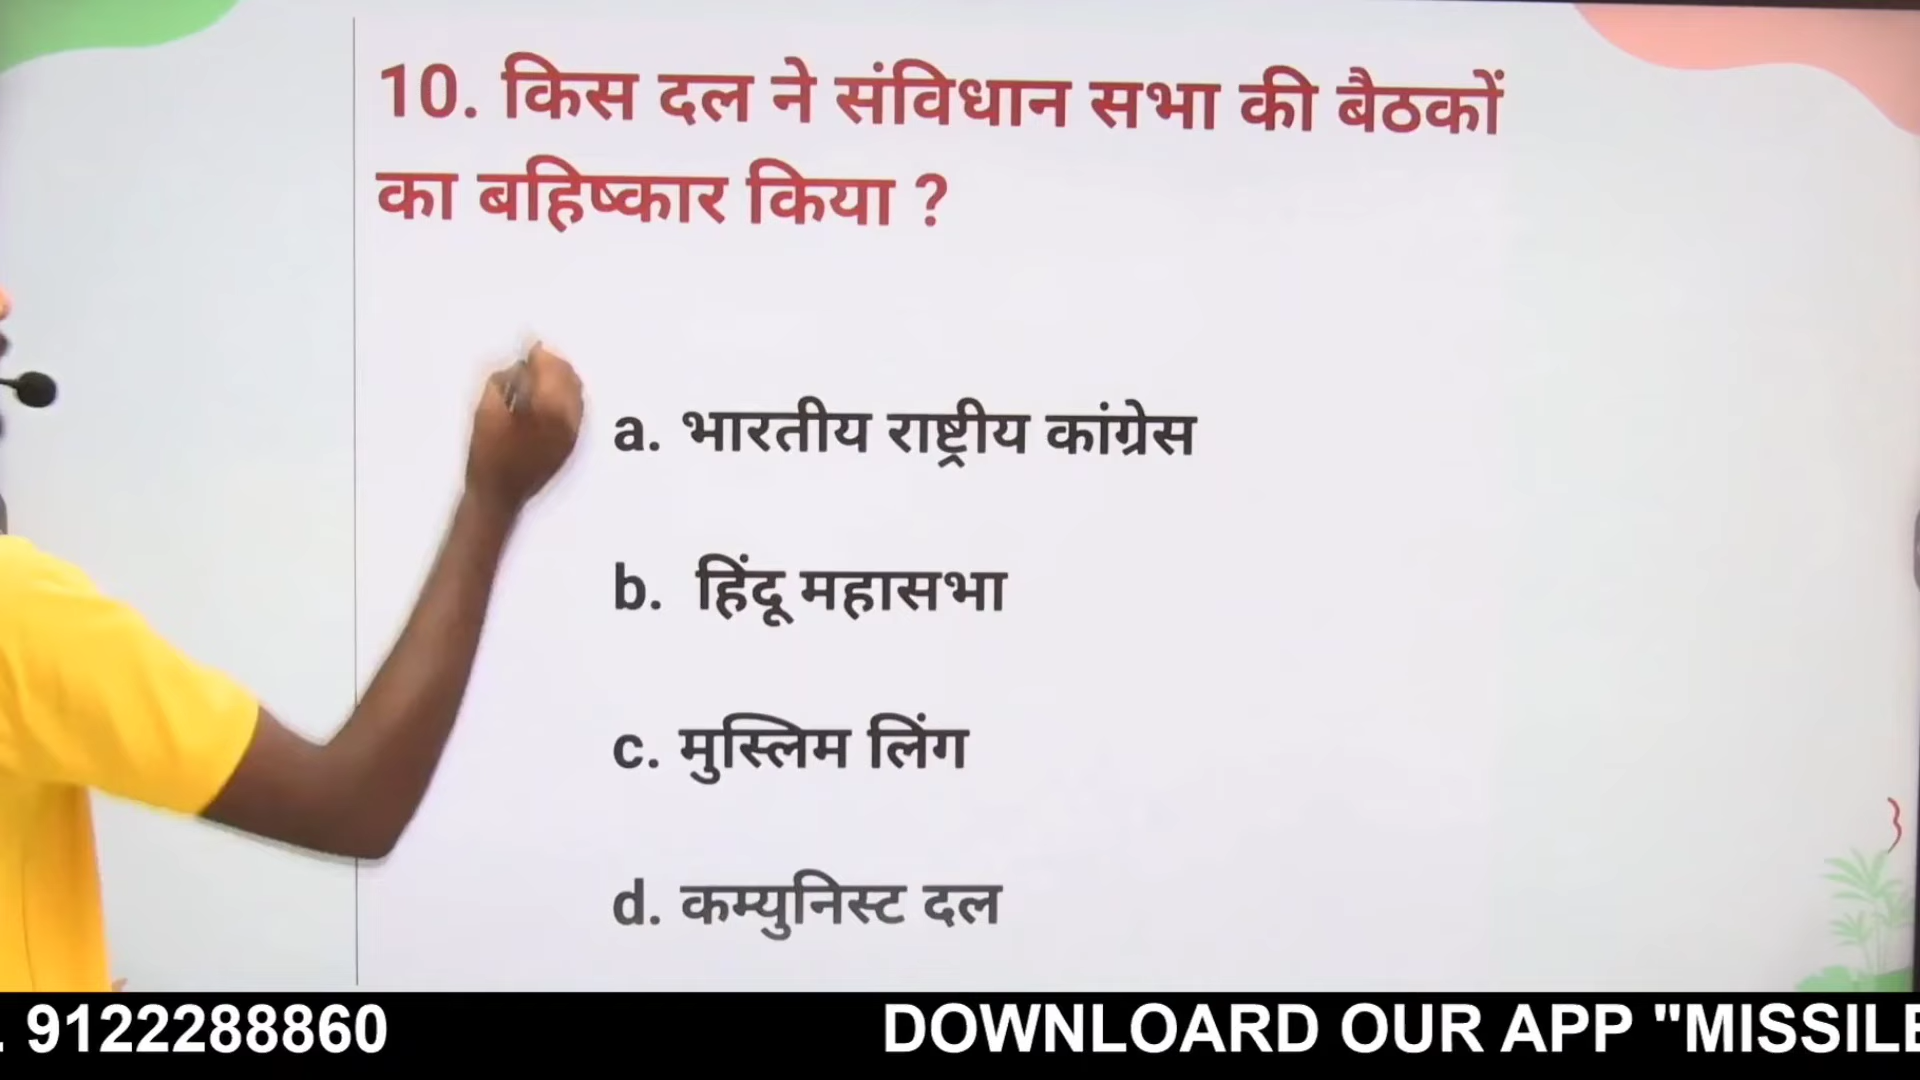 10. किस दल ने संविधान सभा की बैठकों
का बहिष्कार किया ?
a. भारतीय राष्ट्रीय कांग्रेस
b. हिंदू महासभा
c. मुस्लिम लिंग
d. कम्युनिस्ट दल
. 9122288860 DOWNLOARD OUR APP "MISSILE